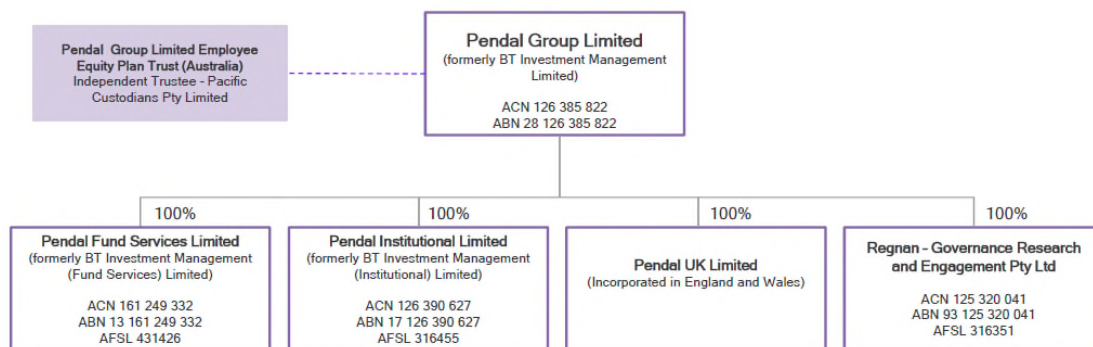 Pendal Group Limited Employee
Equity Plan Trust (Australia)
Independent Trustee - Pacific
Custodians Pty Limited
Pendal Group Limited
(formerly BT Investment Management
Limited)
ACN 126 385 822
ABN 28 126 385 822
100%
100%
100%
100%
Pendal Fund Services Limited
(formerly BT Investment Management
(Fund Services) Limited)
ACN 161 249 332
ABN 13 161 249 332
AFSL 431426
Pendal Institutional Limited
(formerly BT Investment Management
(Institutional) Limited)
ACN 126 390 627
ABN 17 126 390 627
AFSL 316455
Pendal UK Limited
(Incorporated in England and Wales)
Regnan - Governance Research
and Engagement Pty Ltd
ACN 125 320 041
ABN 93 125 320 041
AFSL 316351